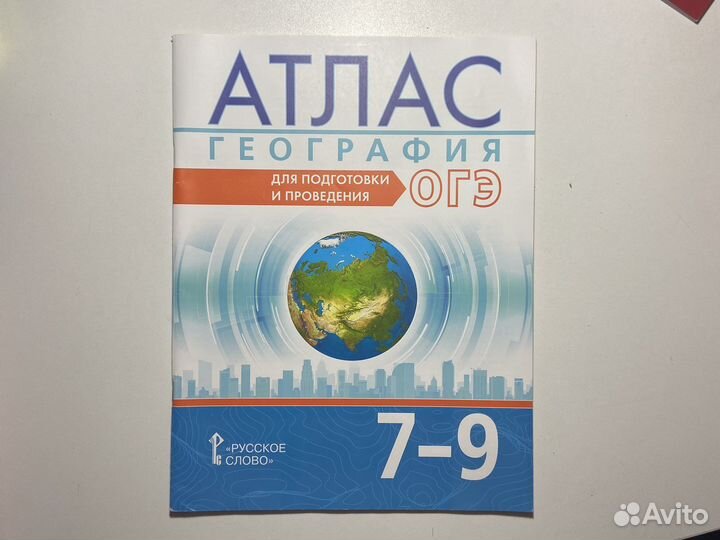 АТЛАС
ГЕОГРАФИЯ
ДЛЯ ПОДГОТОВКИ
И ПРОВЕДЕНИЯ
ОГЭ
7–9
«РУССКОЕ
СЛОВО»
Avito